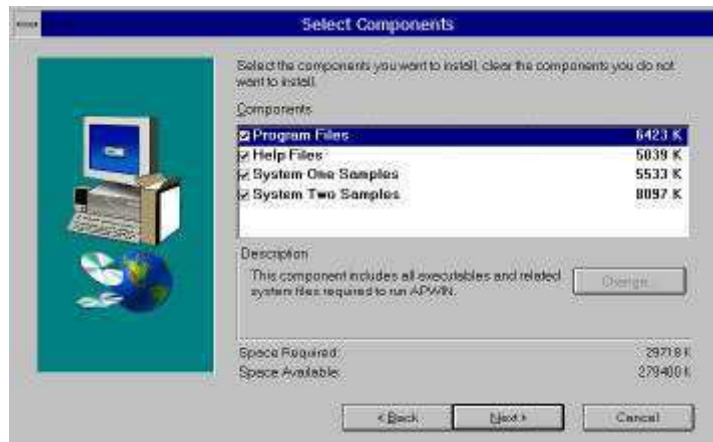 Select Components
Select the components you want to install, clear the components you do not
want to install.
Components
Program Files 6423 K
Help Files 5039 K
System One Samples 5533 K
System Two Samples 8097 K
Description
This component includes all executables and related
system files required to run APWIN.
Change...
Space Required: 29718 K
Space Available: 279400 K
< Back
Next >
Cancel